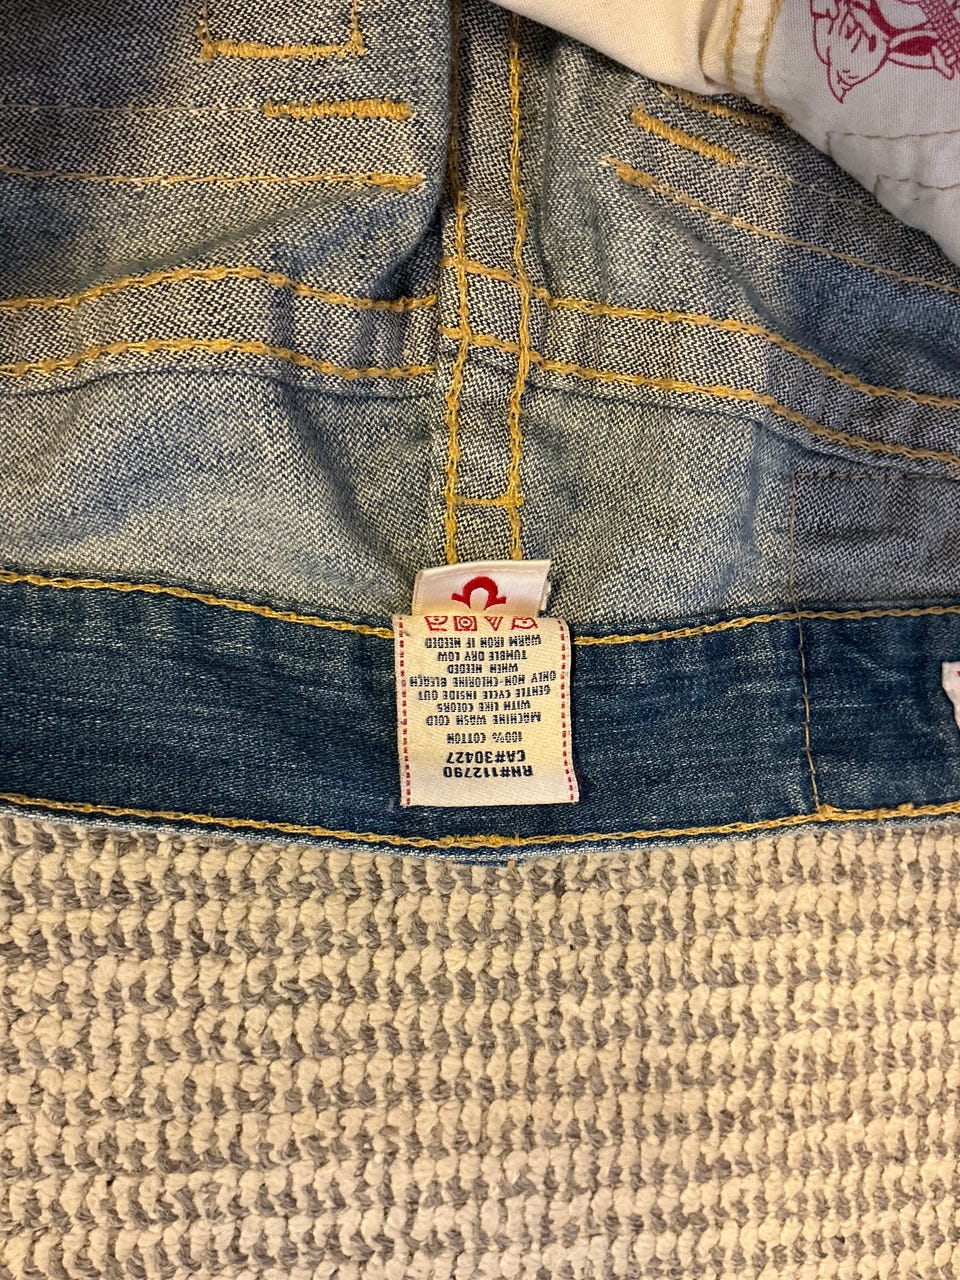 RN#112790
CA#30427
100% COTTON
MACHINE WASH COLD
WITH LIKE COLORS
GENTLE CYCLE INSIDE OUT
ONLY NON-CHLORINE BLEACH
WHEN NEEDED
TUMBLE DRY LOW
WARM IRON IF NEEDED